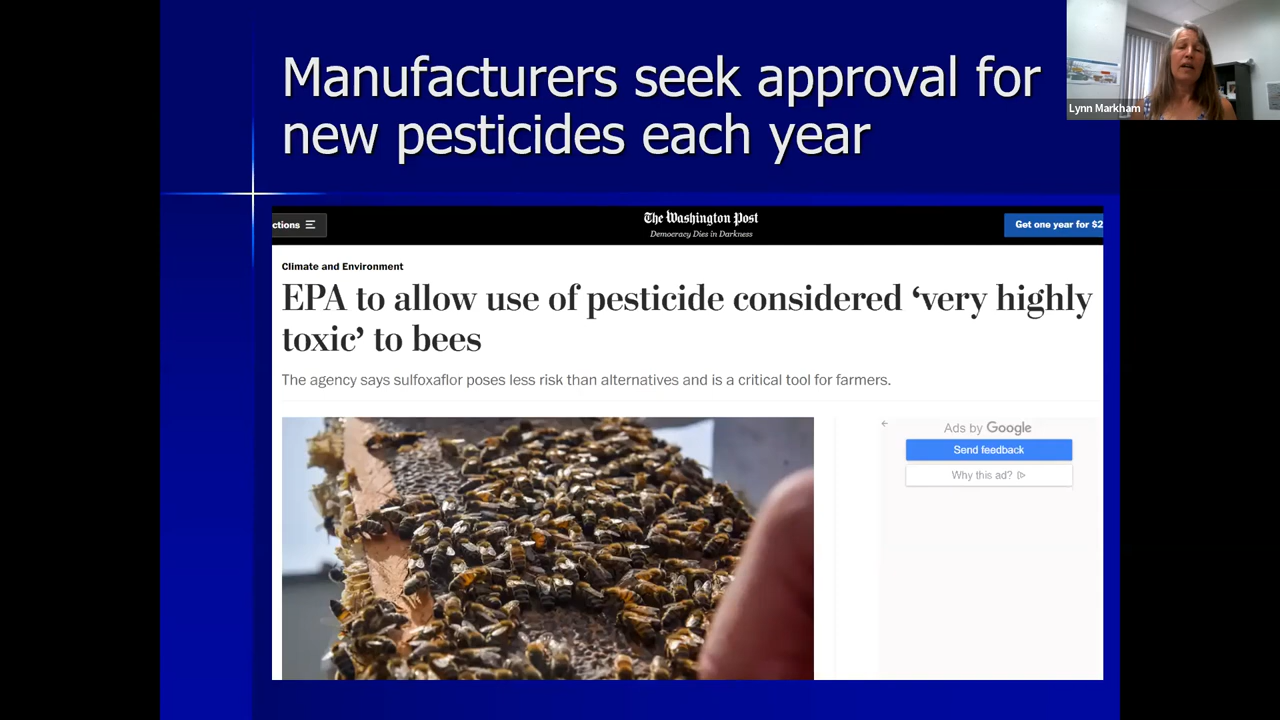 Manufacturers seek approval for
new pesticides each year
Lynn Markham
ctions
The Washington Post
Democracy Dies in Darkness
Get one year for $2
Climate and Environment
EPA to allow use of pesticide considered ‘very highly
toxic’ to bees
The agency says sulfoxaflor poses less risk than alternatives and is a critical tool for farmers.
Ads by Google
Send feedback
Why this ad?